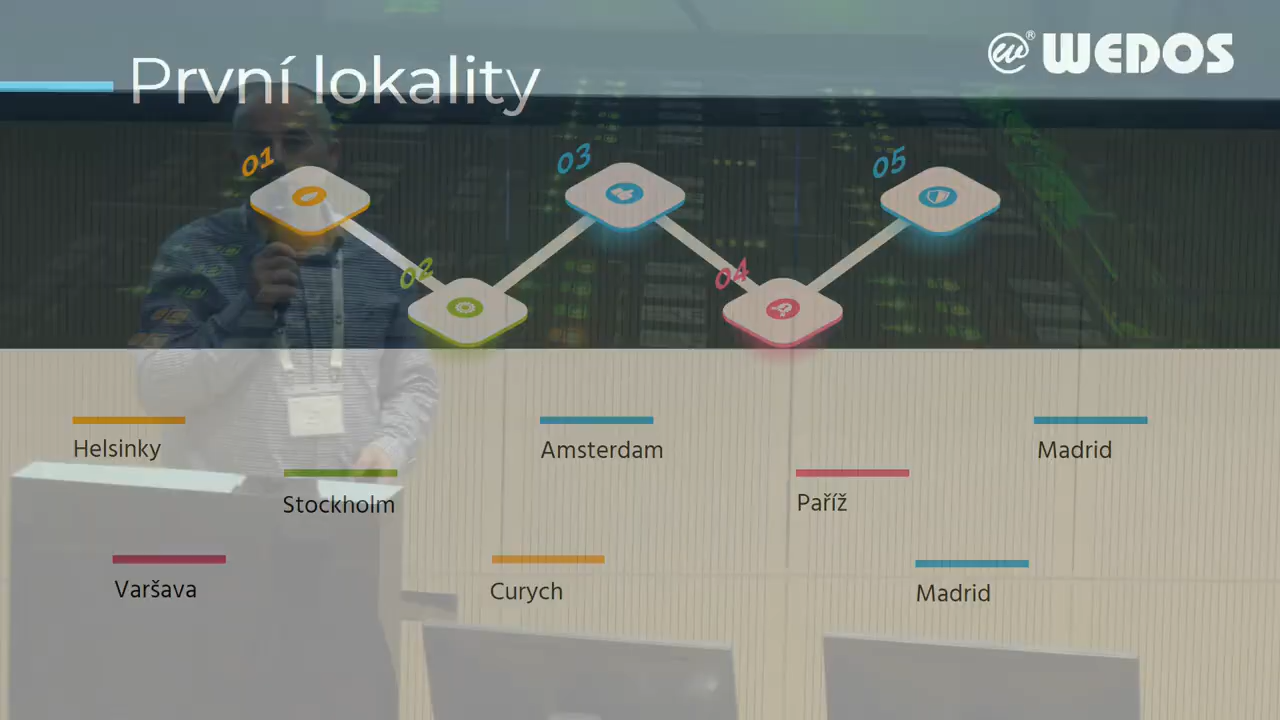 První lokality
@® WEDOS
01
02
03
04
05
Helsinky
Stockholm
Amsterdam
Paříž
Madrid
Varšava
Curych
Madrid